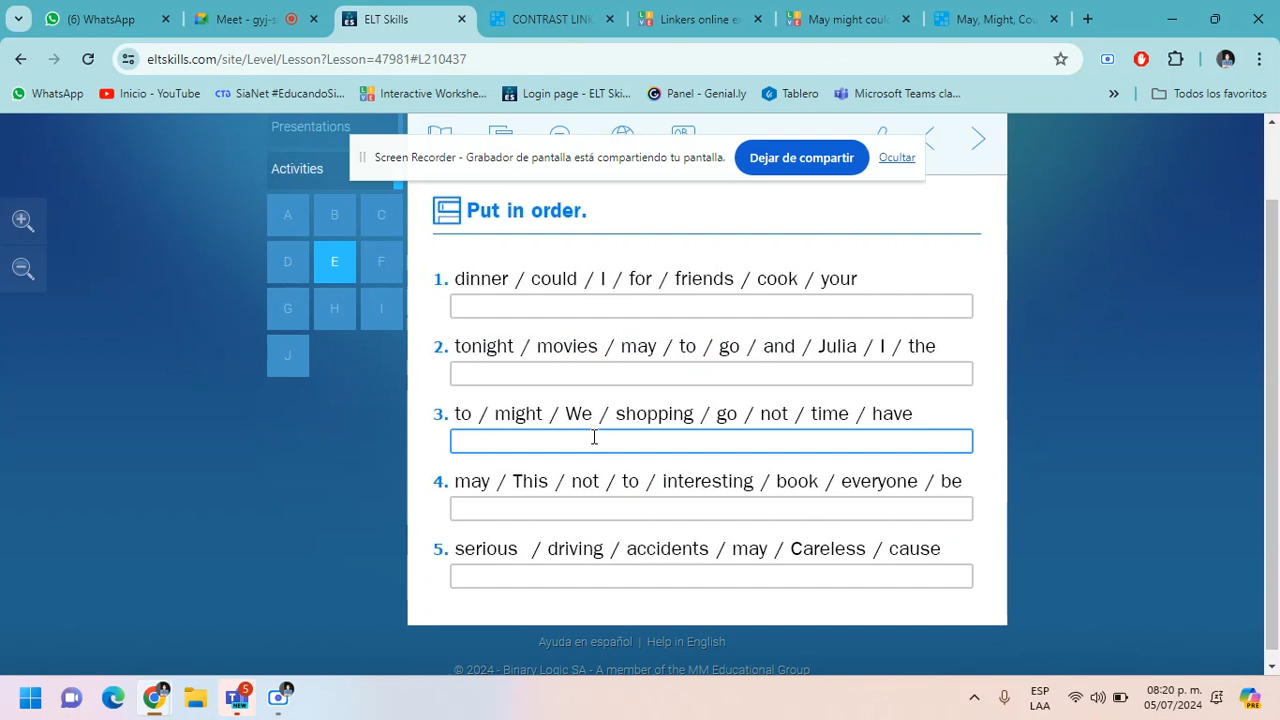 (6) WhatsApp
Meet - gyj-s
ELT Skills
CONTRAST LIN
Linkers online e
May might coul
May, Might, Cou
eltskills.com/site/Level/Lesson?Lesson=47981#L210437
WhatsApp
Inicio - YouTube
SiaNet #EducandoSi...
Interactive Workshe...
Login page - ELT Ski...
Panel - Genial.ly
Tablero
Microsoft Teams cla...
»
Todos los favoritos
Presentations
Activities
Screen Recorder - Grabador de pantalla está compartiendo tu pantalla.
Dejar de compartir
Ocultar
A B C
D E F
G H I
J
Put in order.
1. dinner / could / I / for / friends / cook / your
2. tonight / movies / may / to / go / and / Julia / I / the
3. to / might / We / shopping / go / not / time / have
4. may / This / not / to / interesting / book / everyone / be
5. serious / driving / accidents / may / Careless / cause
Ayuda en español | Help in English
© 2024 - Binary Logic SA - A member of the MM Educational Group
5
NEW
ESP
LAA
08:20 p. m.
05/07/2024
PRE